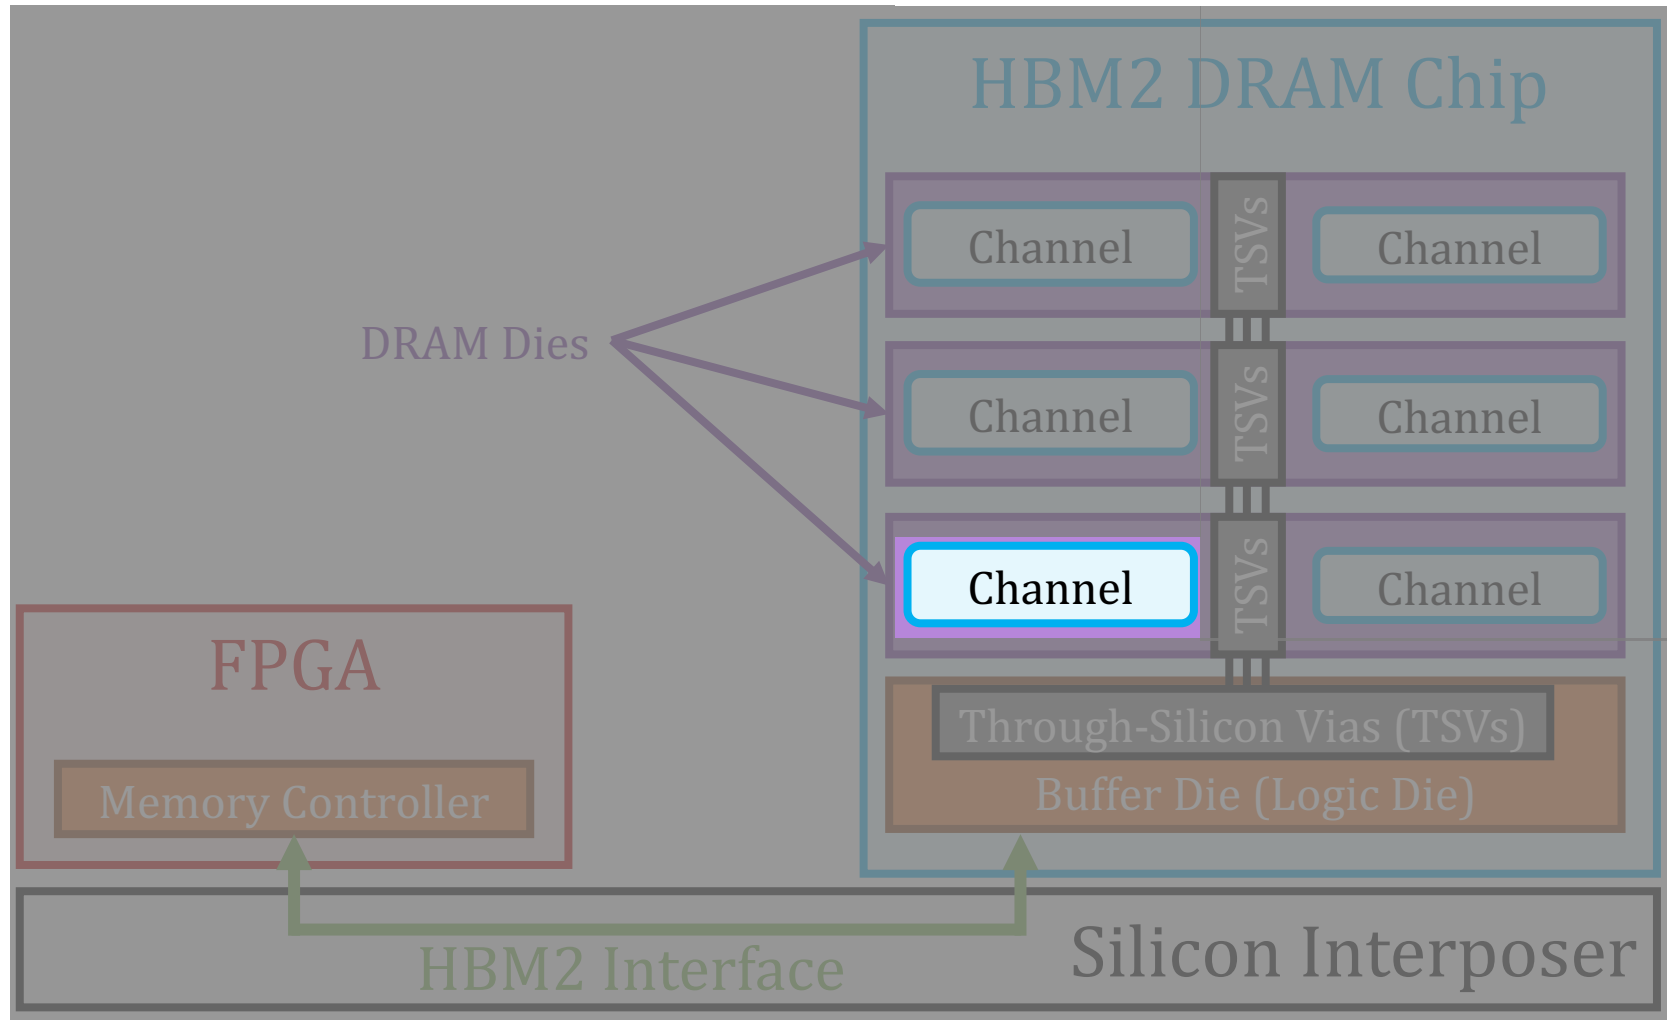 HBM2 DRAM Chip
Channel
TSVs
Channel
DRAM Dies
Channel
TSVs
Channel
Channel
TSVs
Channel
FPGA
Memory Controller
Through-Silicon Vias (TSVs)
Buffer Die (Logic Die)
HBM2 Interface
Silicon Interposer